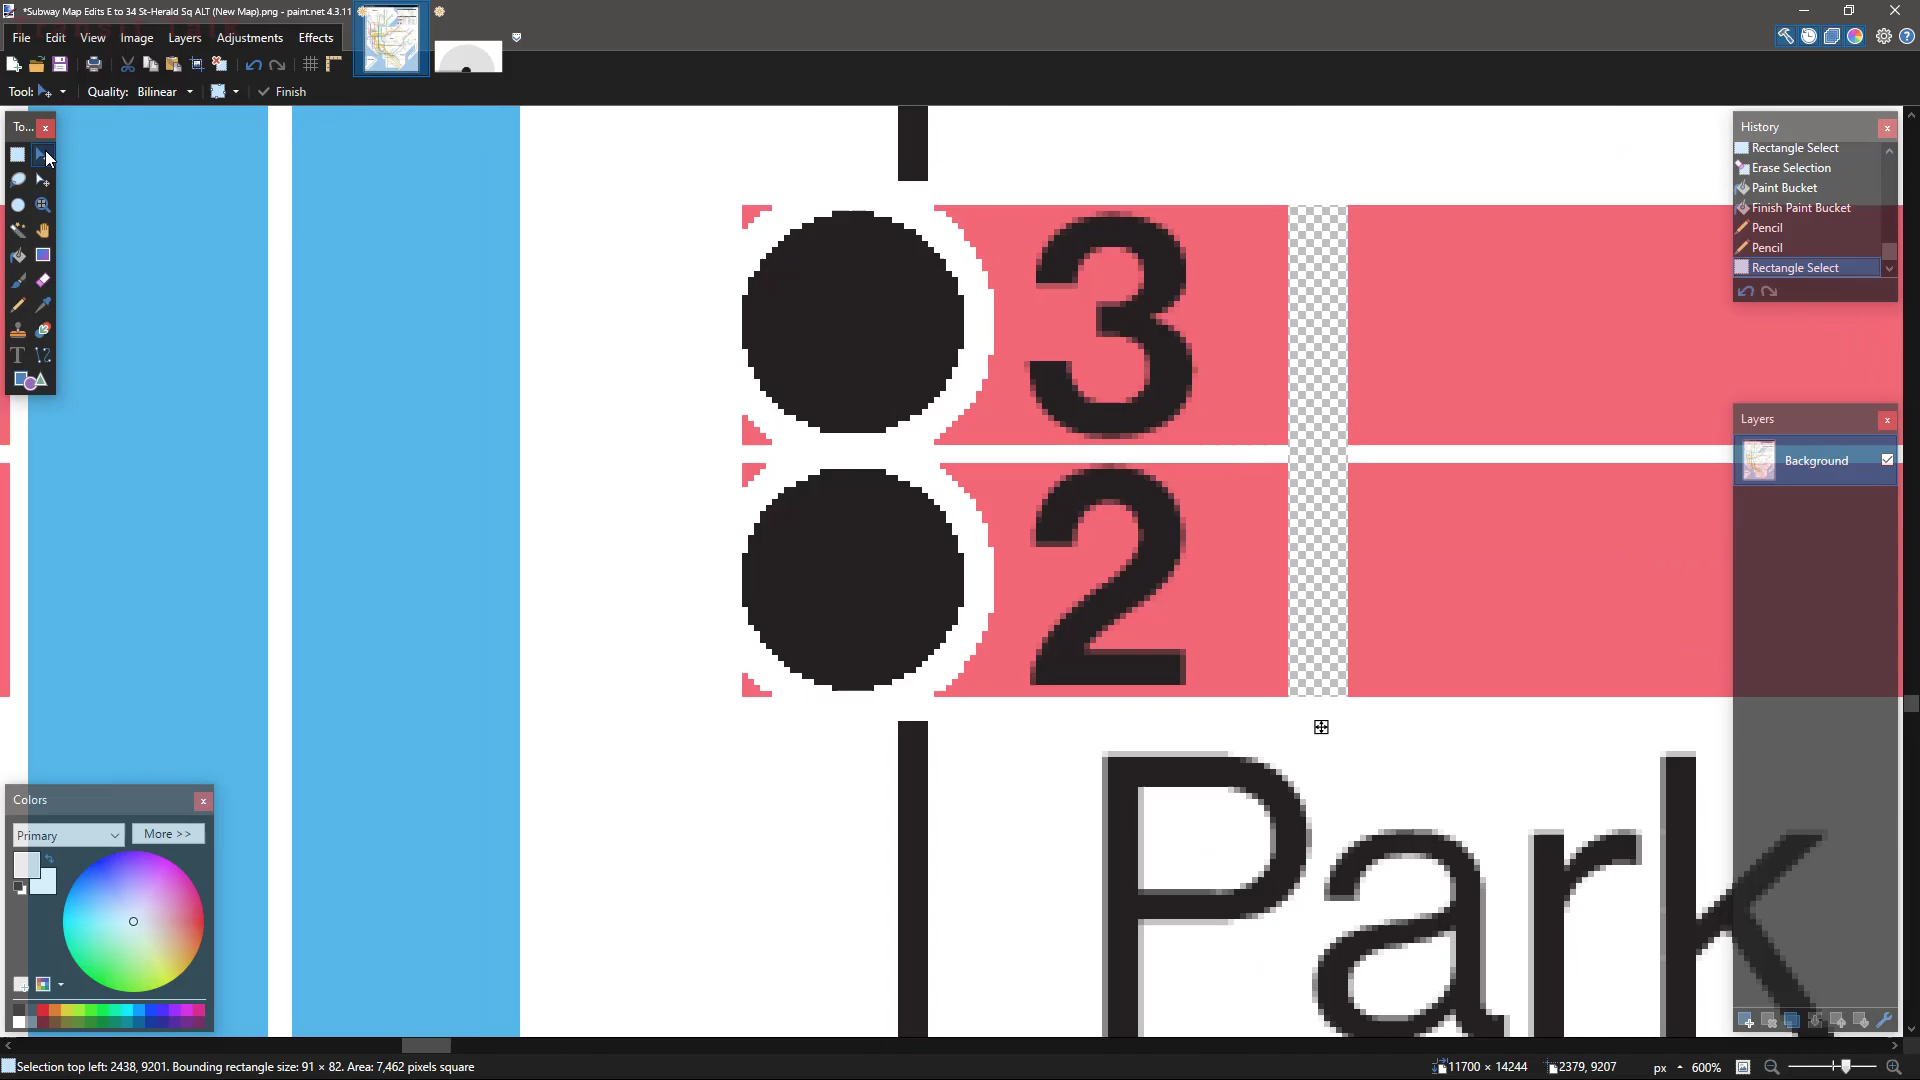 *Subway Map Edits E to 34 St-Herald Sq ALT (New Map).png - paint.net 4.3.11
File Edit View Image Layers Adjustments Effects
Tool: Quality: Bilinear Finish
To...
History
Rectangle Select
Erase Selection
Paint Bucket
Finish Paint Bucket
Pencil
Pencil
Rectangle Select
3
2
Park
Layers
Background
Colors
Primary More >>
Selection top left: 2438, 9201. Bounding rectangle size: 91 × 82. Area: 7,462 pixels square 11700 × 14244 2379, 9207 px 600%